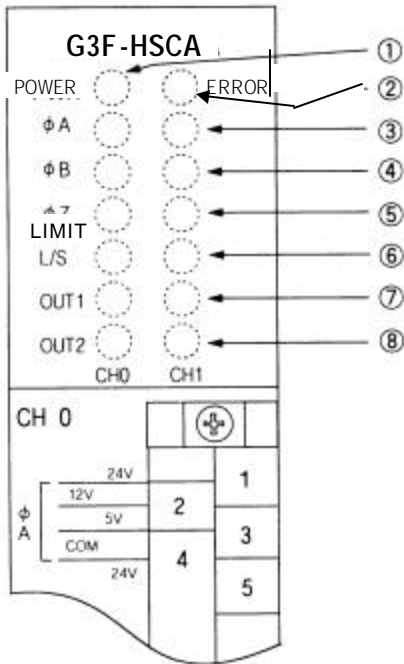 G3F-HSCA
①
POWER ERROR
②
φA
③
φB
④
φZ
⑤
LIMIT
L/S
⑥
OUT1
⑦
OUT2
⑧
CH0 CH1
CH 0
24V
1
12V
2
5V
φ
A
3
COM
4
24V
5